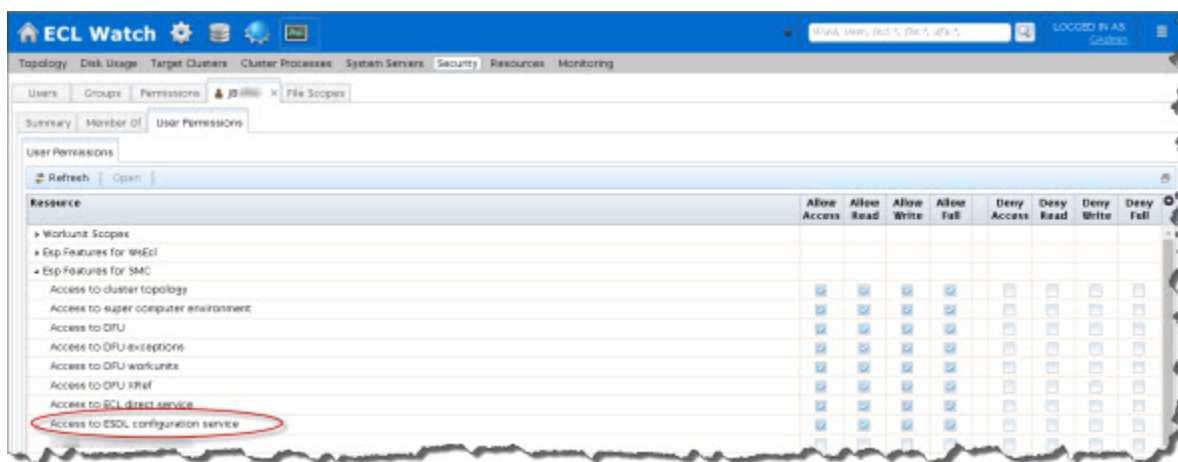 ECL Watch
LOGGED IN AS:
GAdmin
Topology Disk Usage Target Clusters Cluster Processes System Servers Security Resources Monitoring
Users Groups Permissions JB File Scopes
Summary Member Of User Permissions
User Permissions
Refresh Open
Resource Allow Access Allow Read Allow Write Allow Full Deny Access Deny Read Deny Write Deny Full
Workunit Scopes
Esp Features for WsEcl
Esp Features for SMC
Access to cluster topology
Access to super computer environment
Access to DFU
Access to DFU exceptions
Access to DFU workunits
Access to DFU XRef
Access to ECL direct service
Access to ESDL configuration service